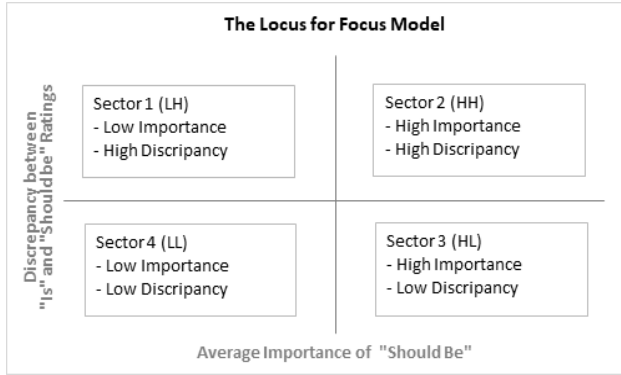 The Locus for Focus Model
Discrepancy between
"Is" and "Should be" Ratings
Sector 1 (LH)
- Low Importance
- High Discripancy
Sector 2 (HH)
- High Importance
- High Discripancy
Sector 4 (LL)
- Low Importance
- Low Discripancy
Sector 3 (HL)
- High Importance
- Low Discripancy
Average Importance of "Should Be"